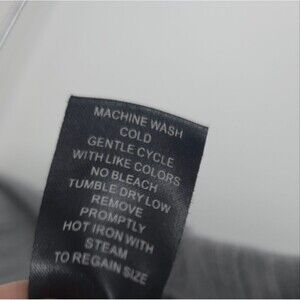 MACHINE WASH
COLD
GENTLE CYCLE
WITH LIKE COLORS
NO BLEACH
TUMBLE DRY LOW
REMOVE
PROMPTLY
HOT IRON WITH
STEAM
TO REGAIN SIZE